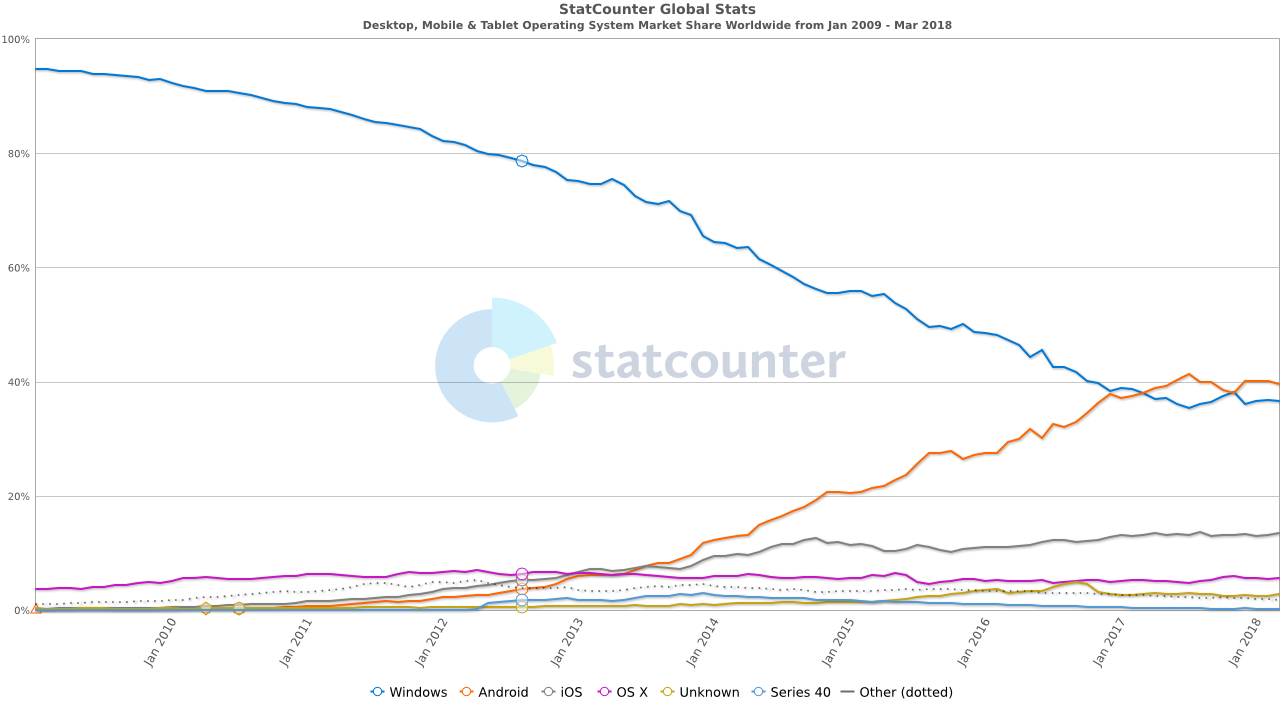 StatCounter Global Stats
Desktop, Mobile & Tablet Operating System Market Share Worldwide from Jan 2009 - Mar 2018
100%
80%
60%
statcounter
40%
20%
0%
Jan 2010
Jan 2011
Jan 2012
Jan 2013
Jan 2014
Jan 2015
Jan 2016
Jan 2017
Jan 2018
Windows Android iOS OS X Unknown Series 40 Other (dotted)